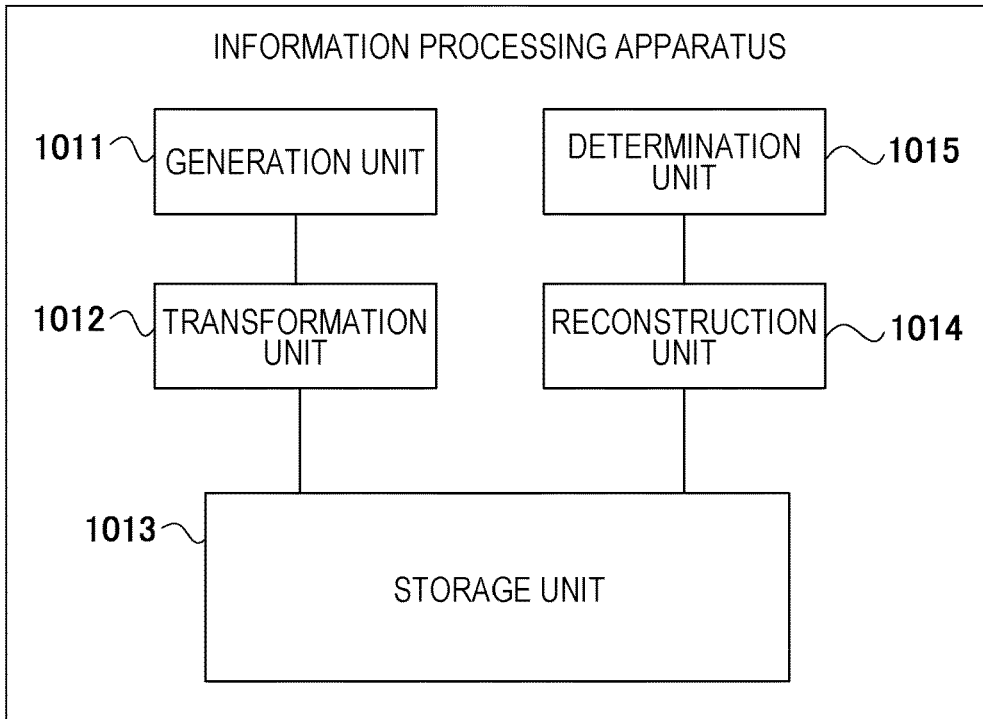 INFORMATION PROCESSING APPARATUS
1011
GENERATION UNIT
DETERMINATION
UNIT
1015
1012
TRANSFORMATION
UNIT
RECONSTRUCTION
UNIT
1014
1013
STORAGE UNIT